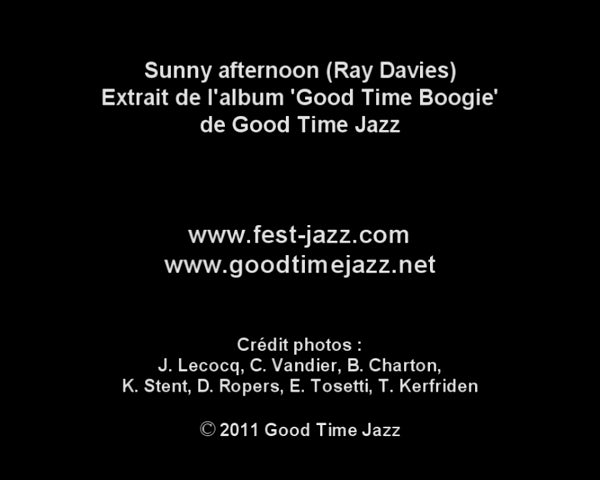 Sunny afternoon (Ray Davies)
Extrait de l'album 'Good Time Boogie'
de Good Time Jazz
www.fest-jazz.com
www.goodtimejazz.net
Crédit photos :
J. Lecocq, C. Vandier, B. Charton,
K. Stent, D. Ropers, E. Tosetti, T. Kerfriden
© 2011 Good Time Jazz